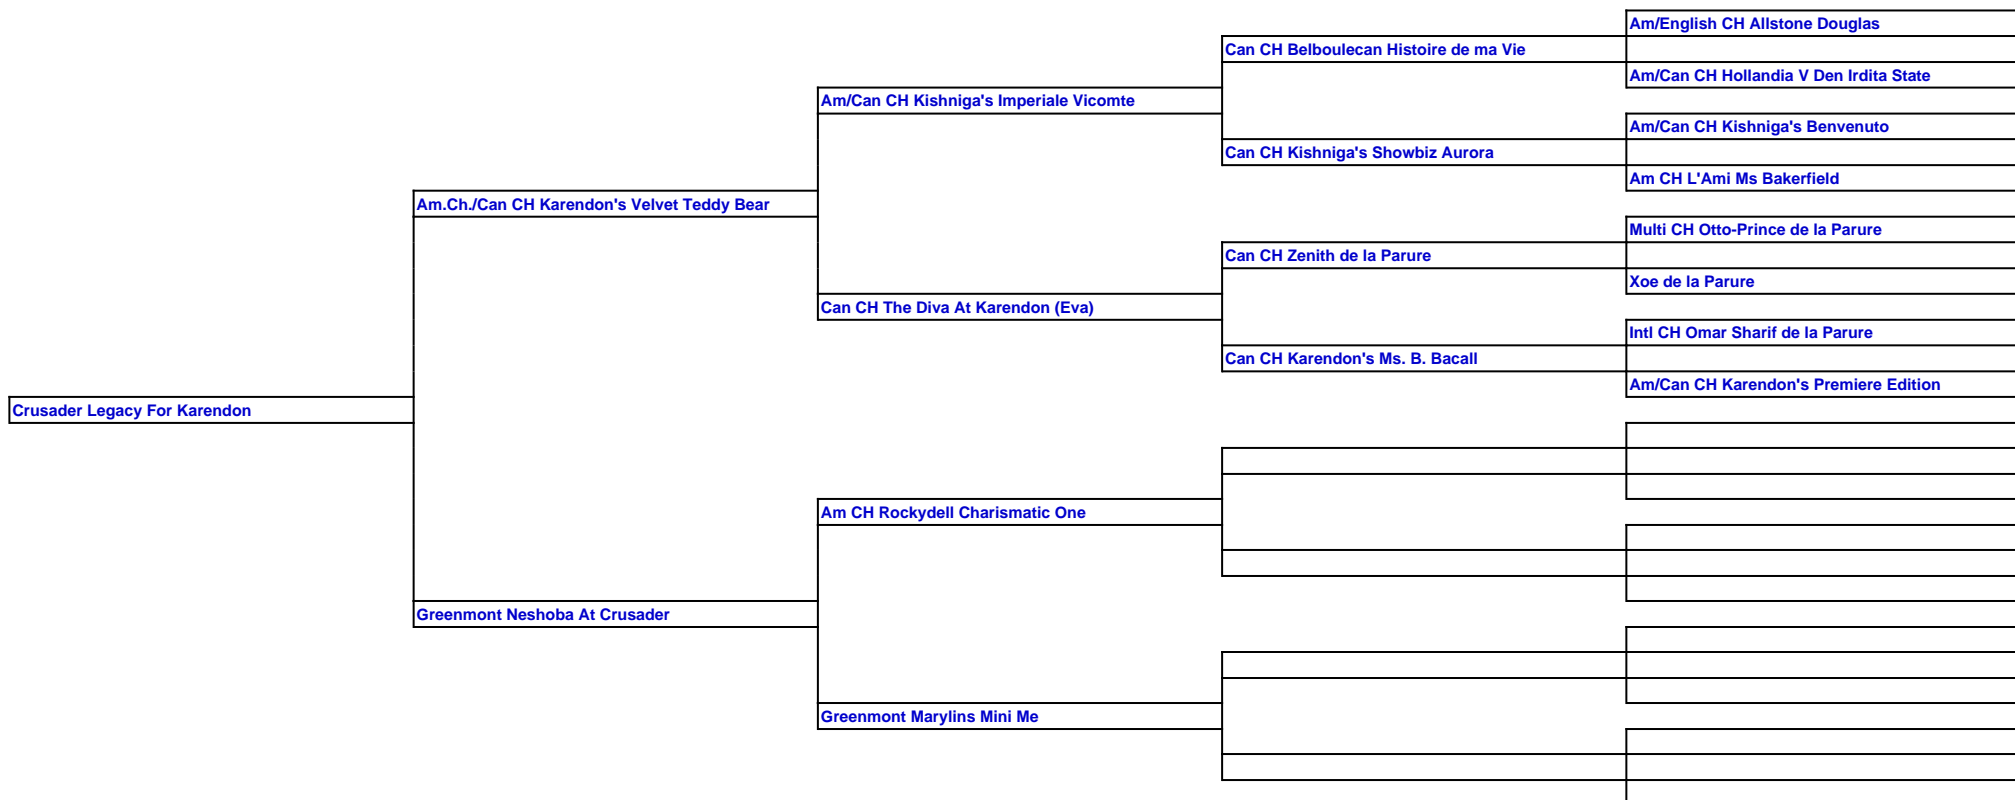 Am/English CH Allstone Douglas
Can CH Belboulecan Histoire de ma Vie
Am/Can CH Hollandia V Den Irdita State
Am/Can CH Kishniga's Imperiale Vicomte
Am/Can CH Kishniga's Benvenuto
Can CH Kishniga's Showbiz Aurora
Am CH L'Ami Ms Bakerfield
Am.Ch./Can CH Karendon's Velvet Teddy Bear
Multi CH Otto-Prince de la Parure
Can CH Zenith de la Parure
Xoe de la Parure
Can CH The Diva At Karendon (Eva)
Intl CH Omar Sharif de la Parure
Can CH Karendon's Ms. B. Bacall
Am/Can CH Karendon's Premiere Edition
Crusader Legacy For Karendon
Am CH Rockydell Charismatic One
Greenmont Neshoba At Crusader
Greenmont Marylins Mini Me